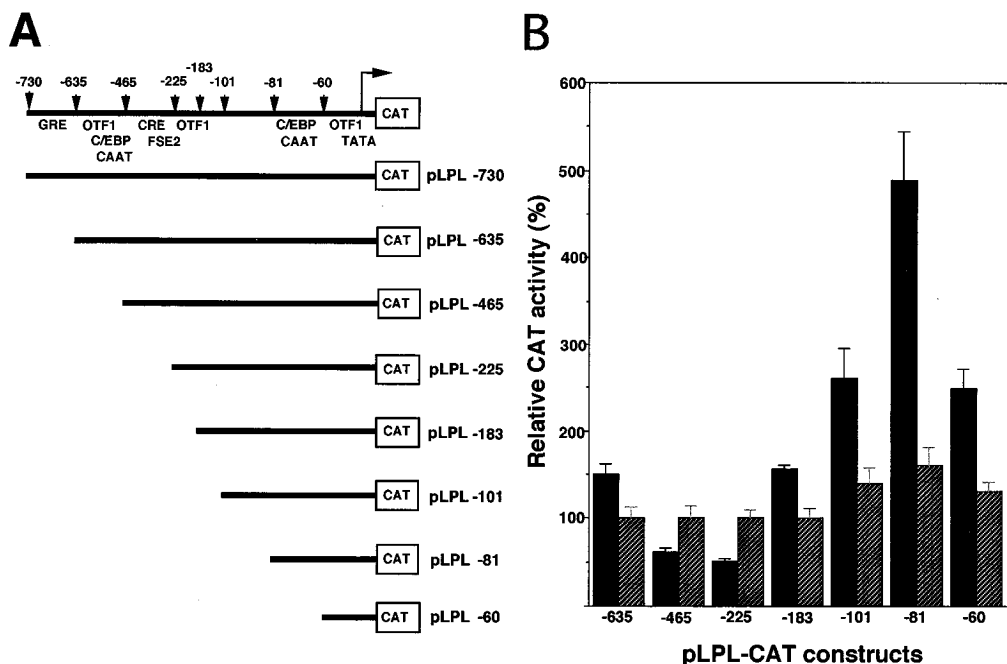 A
-183
-730 -635 -465 -225 -101 -81 -60
CAT
GRE OTF1 CRE OTF1 C/EBP OTF1
C/EBP FSE2 CAAT TATA
CAAT
CAT pLPL -730
CAT pLPL -635
CAT pLPL -465
CAT pLPL -225
CAT pLPL -183
CAT pLPL -101
CAT pLPL -81
CAT pLPL -60
B
Relative CAT activity (%)
600
500
400
300
200
100
-635 -465 -225 -183 -101 -81 -60
pLPL-CAT constructs